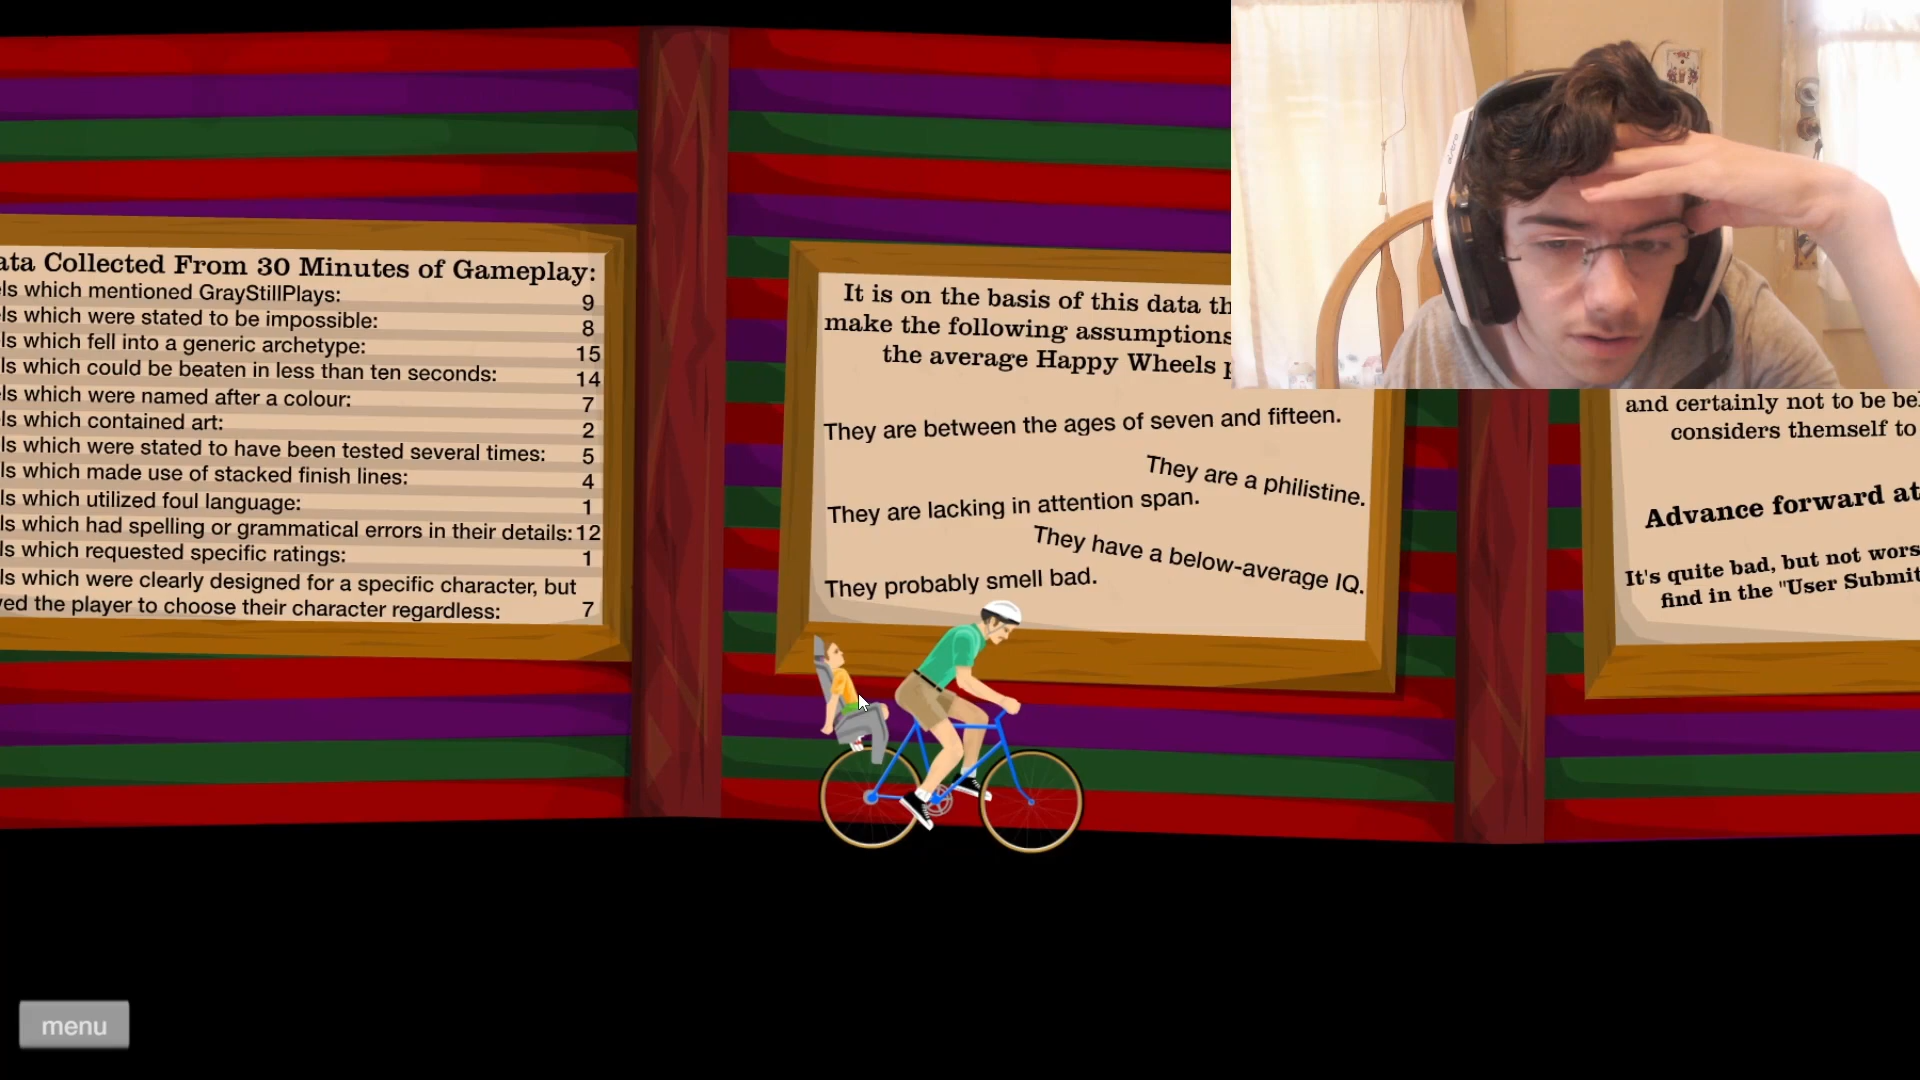 ata Collected From 30 Minutes of Gameplay:
els which mentioned GrayStillPlays: 9
ls which were stated to be impossible: 8
ls which fell into a generic archetype: 15
ls which could be beaten in less than ten seconds: 14
els which were named after a colour: 7
els which contained art: 2
ls which were stated to have been tested several times: 5
ls which made use of stacked finish lines: 4
ls which utilized foul language: 1
ls which had spelling or grammatical errors in their details: 12
ls which requested specific ratings: 1
ls which were clearly designed for a specific character, but
ved the player to choose their character regardless: 7
It is on the basis of this data th
make the following assumptions
the average Happy Wheels p
They are between the ages of seven and fifteen.
They are a philistine.
They are lacking in attention span.
They have a below-average IQ.
They probably smell bad.
and certainly not to be bel
considers themself to
Advance forward at
It's quite bad, but not wors
find in the "User Submit
menu